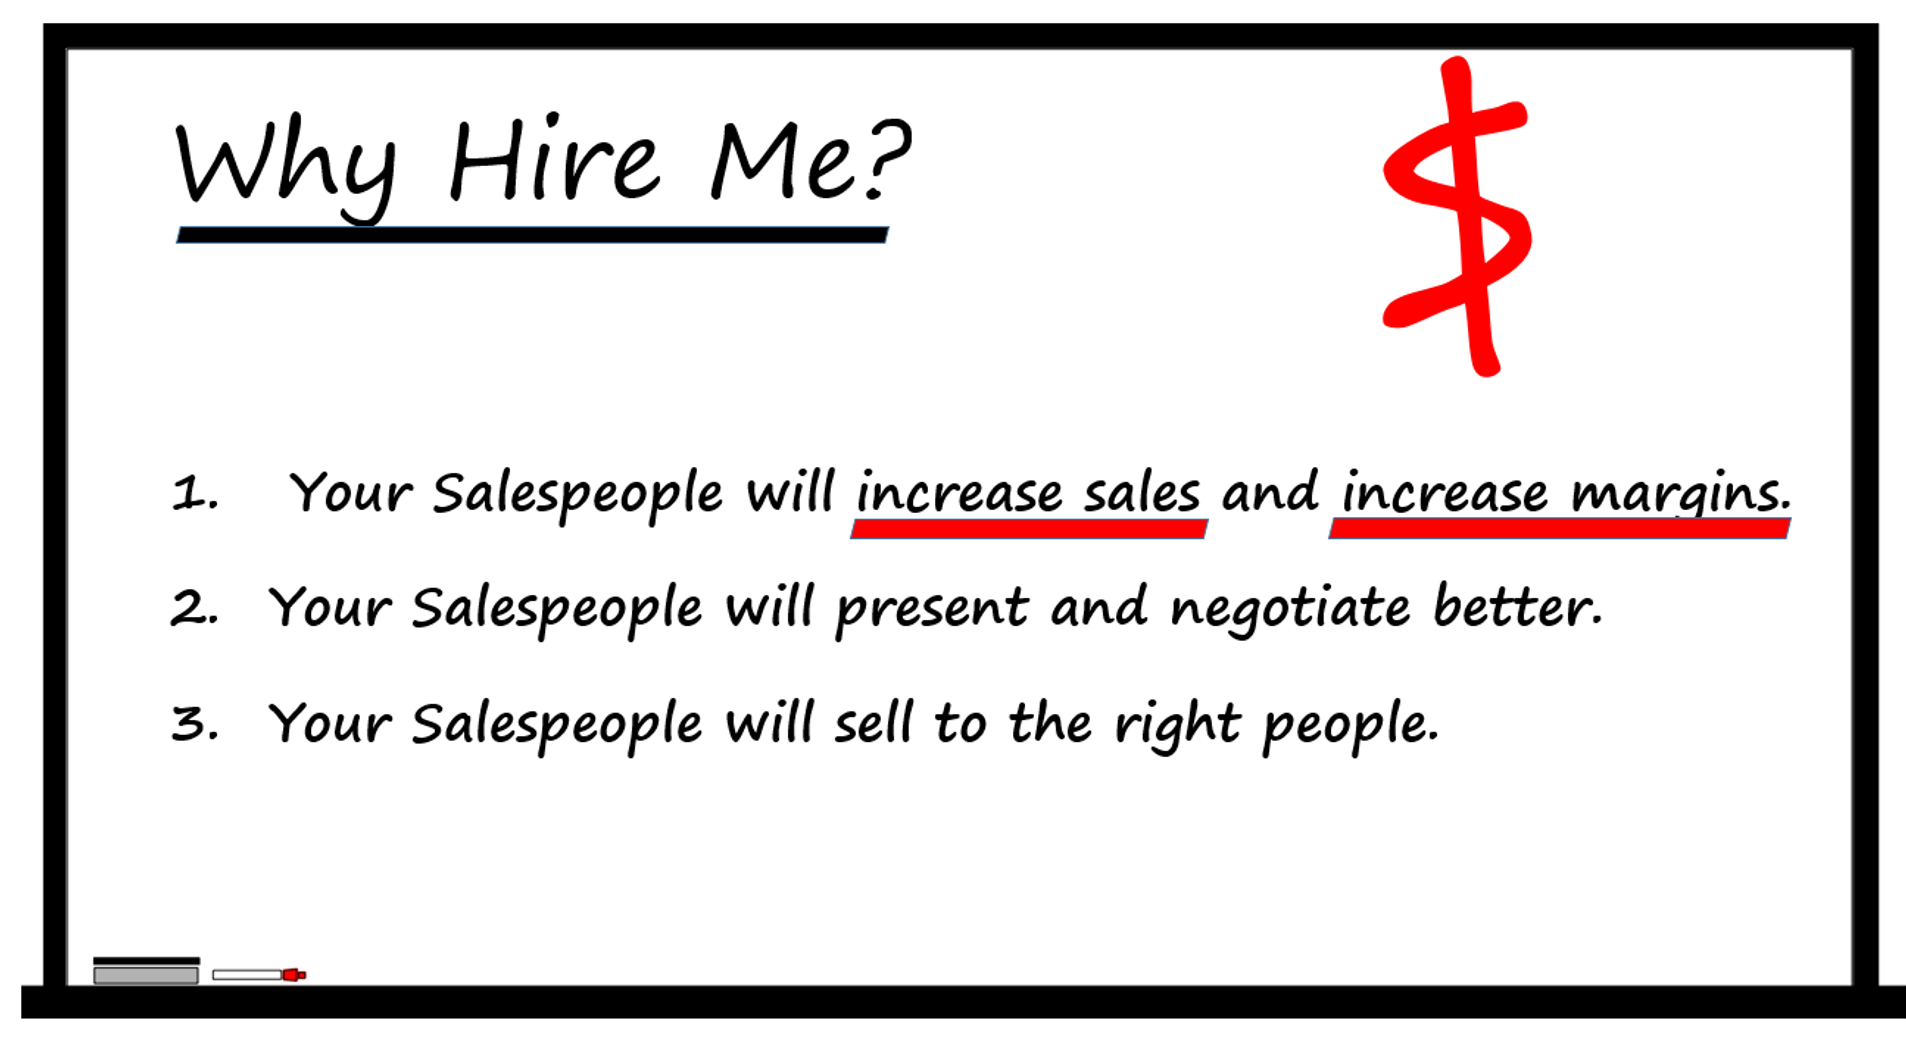 Why Hire Me?
$
1. Your Salespeople will increase sales and increase margins.
2. Your Salespeople will present and negotiate better.
3. Your Salespeople will sell to the right people.